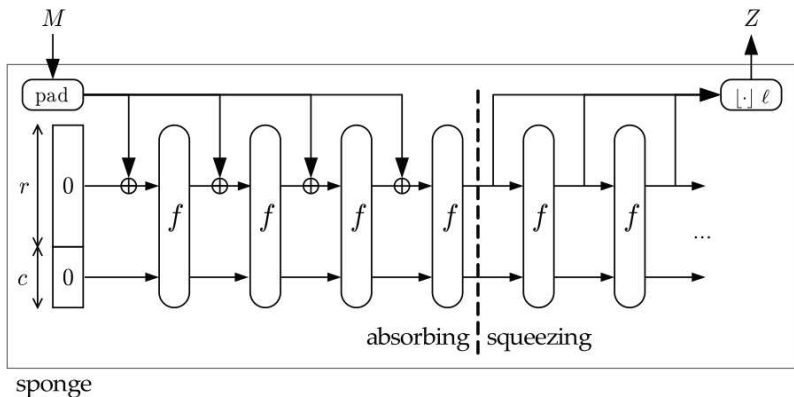 M Z
pad ⌊·⌋ ℓ
r 0 f f f f f f
...
c 0
absorbing squeezing
sponge